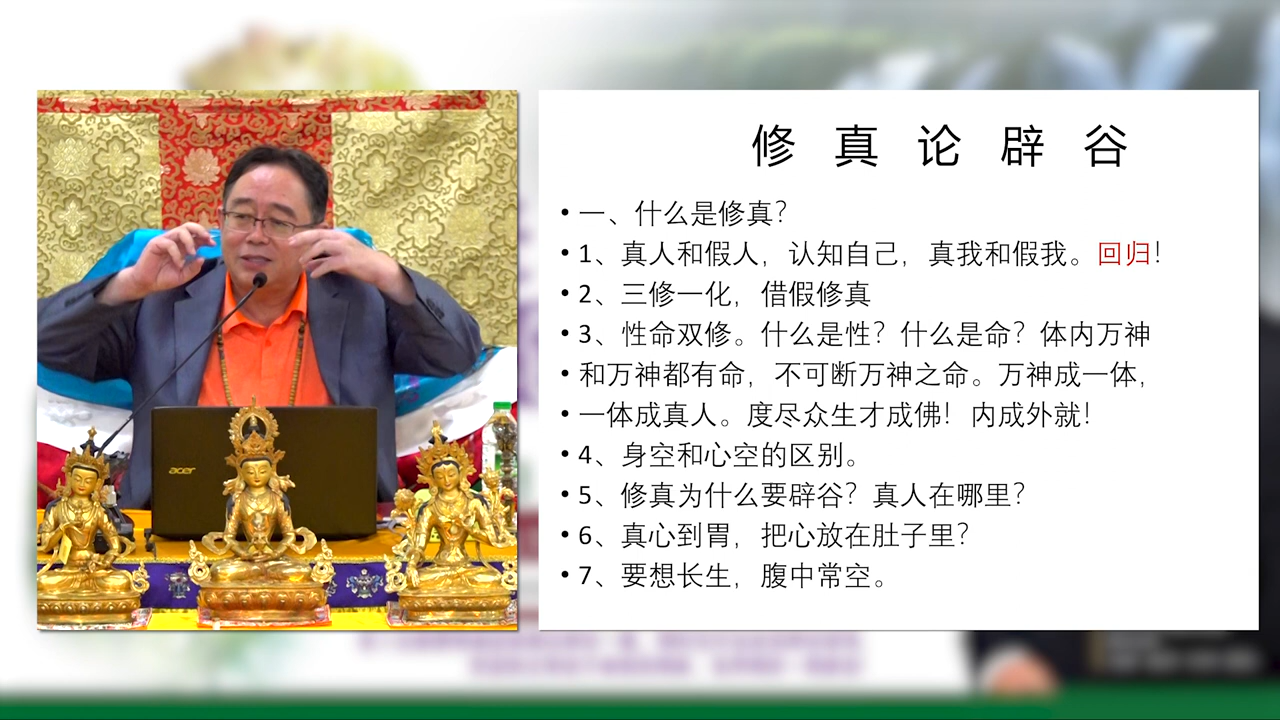 修真论辟谷
• 一、什么是修真？
• 1、真人和假人，认知自己，真我和假我。回归！
• 2、三修一化，借假修真
• 3、性命双修。什么是性？什么是命？体内万神
• 和万神都有命，不可断万神之命。万神成一体，
• 一体成真人。度尽众生才成佛！内成外就！
• 4、身空和心空的区别。
• 5、修真为什么要辟谷？真人在哪里？
• 6、真心到胃，把心放在肚子里？
• 7、要想长生，腹中常空。
acer